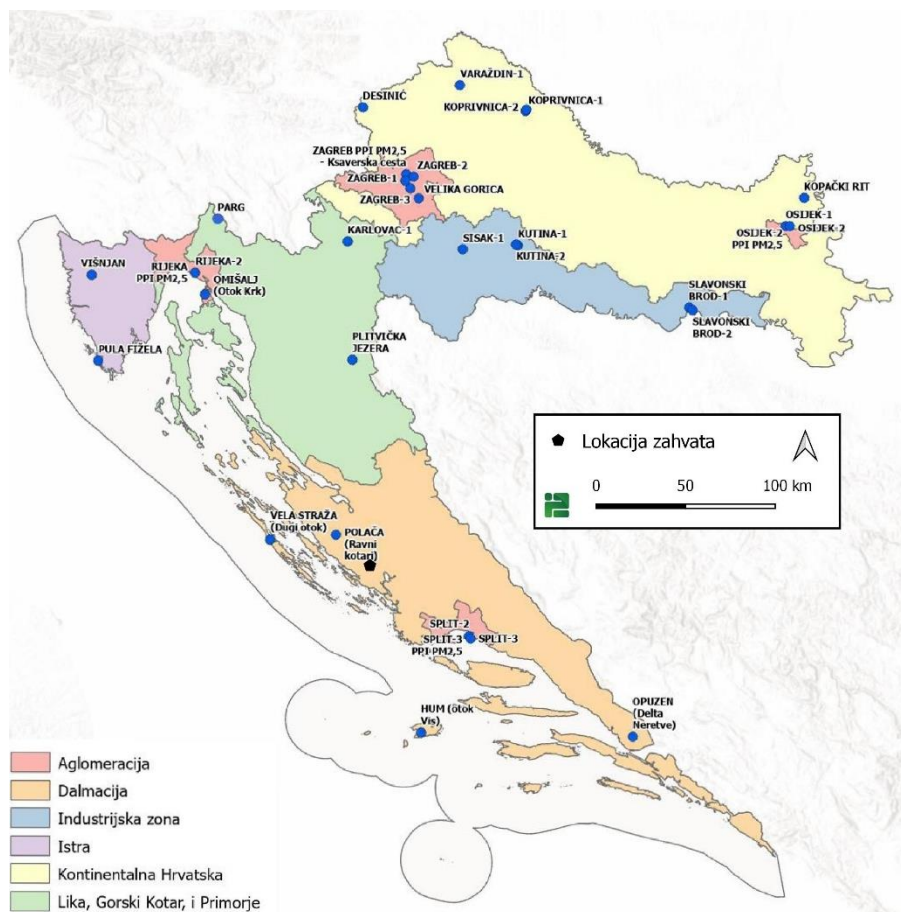 VARAŽDIN-1
DESINIĆ
KOPRIVNICA-2
KOPRIVNICA-1
ZAGREB PPI PM2,5
- Ksaverska cesta
ZAGREB-2
ZAGREB-1
VELIKA GORICA
ZAGREB-3
KOPAČKI RIT
OSIJEK-1
OSIJEK-2
OSIJEK-2
PPI PM2,5
PARG
KARLOVAC-1
SISAK-1
KUTINA-1
KUTINA-2
VIŠNJAN
RIJEKA
PPI PM2,5
RIJEKA-2
OMIŠALJ
(Otok Krk)
SLAVONSKI
BROD-1
SLAVONSKI
BROD-2
PULA FIŽELA
PLITVIČKA
JEZERA
Lokacija zahvata
0 50 100 km
VELA STRAŽA
(Dugi otok)
POLAČA
(Ravni
kotari)
SPLIT-2
SPLIT-3
PPI PM2,5
SPLIT-3
HUM (otok
Vis)
OPUZEN
(Delta
Neretve)
Aglomeracija
Dalmacija
Industrijska zona
Istra
Kontinentalna Hrvatska
Lika, Gorski Kotar, i Primorje